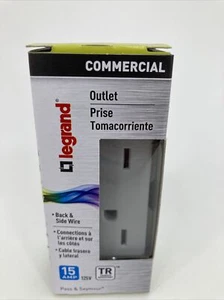 COMMERCIAL
legrand
Outlet
Prise
Tomacorriente
• Back &
Side Wire
• Connections à
l'arrière et sur
les côtés
• Cable trasero
y lateral
15
TR
Pass & Seymour